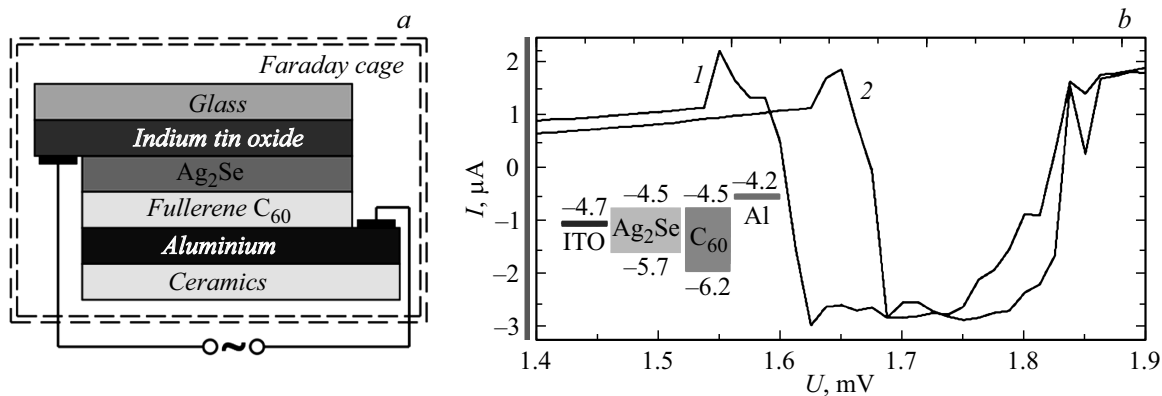 a
Faraday cage
Glass
Indium tin oxide
Ag₂Se
Fullerene C₆₀
Aluminium
Ceramics
~
b
2
1
0
−1
−2
−3
I, μA
1
2
−4.7
ITO
−4.5
Ag₂Se
−5.7
−4.5
C₆₀
−6.2
−4.2
Al
1.4 1.5 1.6 1.7 1.8 1.9
U, mV